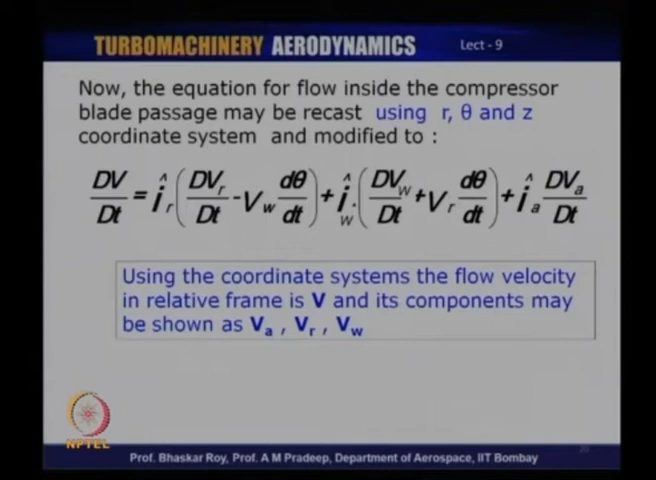 TURBOMACHINERY AERODYNAMICS Lect - 9
Now, the equation for flow inside the compressor
blade passage may be recast using r, θ and z
coordinate system and modified to :
DV/Dt = î_r (DV_r/Dt - V_w dθ/dt) + î_w (DV_w/Dt + V_r dθ/dt) + î_a DV_a/Dt
Using the coordinate systems the flow velocity
in relative frame is V and its components may
be shown as V_a , V_r , V_w
NPTEL
Prof. Bhaskar Roy, Prof. A M Pradeep, Department of Aerospace, IIT Bombay